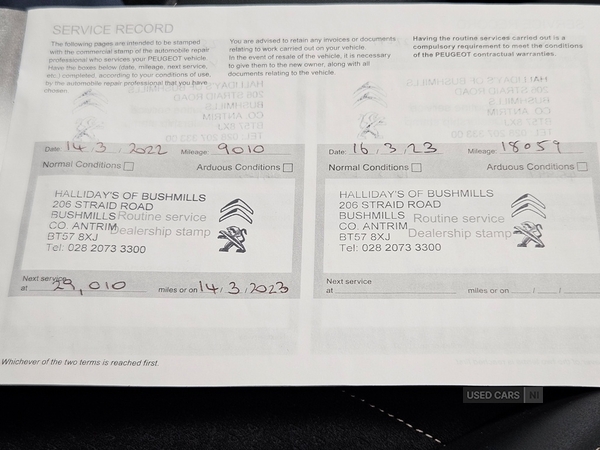 SERVICE RECORD
The following pages are intended to be stamped
with the commercial stamp of the automobile repair
professional who services your PEUGEOT vehicle.
Have the boxes below (date, mileage, next service,
etc.) completed, according to your conditions of use,
by the automobile repair professional that you have
chosen.
You are advised to retain any invoices or documents
relating to work carried out on your vehicle.
In the event of resale of the vehicle, it is necessary
to give them to the new owner, along with all
documents relating to the vehicle.
Having the routine services carried out is a
compulsory requirement to meet the conditions
of the PEUGEOT contractual warranties.
Date: 14.3.2022 Mileage: 9010
Normal Conditions Arduous Conditions
HALLIDAY'S OF BUSHMILLS
206 STRAID ROAD
BUSHMILLS Routine service
CO. ANTRIM
Dealership stamp
BT57 8XJ
Tel: 028 2073 3300
Next service
at 29,010 miles or on 14/3/2023
Date: 16.3.23 Mileage: 18059
Normal Conditions Arduous Conditions
HALLIDAY'S OF BUSHMILLS
206 STRAID ROAD
BUSHMILLS Routine service
CO. ANTRIM
Dealership stamp
BT57 8XJ
Tel: 028 2073 3300
Next service
at miles or on / /
Whichever of the two terms is reached first.
USED CARS NI